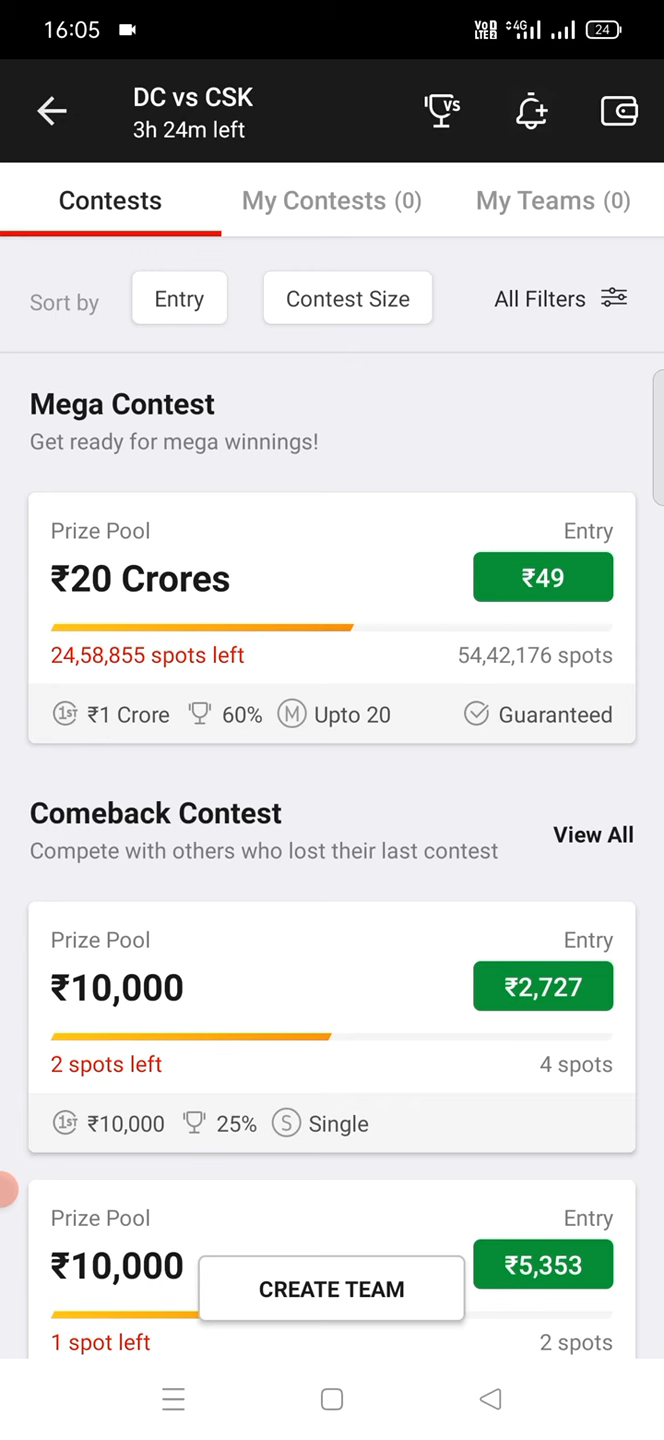 16:05
VoD LTE2 4G 24
DC vs CSK
VS
3h 24m left
Contests My Contests (0) My Teams (0)
Sort by Entry Contest Size All Filters
Mega Contest
Get ready for mega winnings!
Prize Pool Entry
₹20 Crores ₹49
24,58,855 spots left 54,42,176 spots
1ST ₹1 Crore 60% M Upto 20 Guaranteed
Comeback Contest
View All
Compete with others who lost their last contest
Prize Pool Entry
₹10,000 ₹2,727
2 spots left 4 spots
1ST ₹10,000 25% S Single
Prize Pool Entry
₹10,000 ₹5,353
CREATE TEAM
1 spot left 2 spots